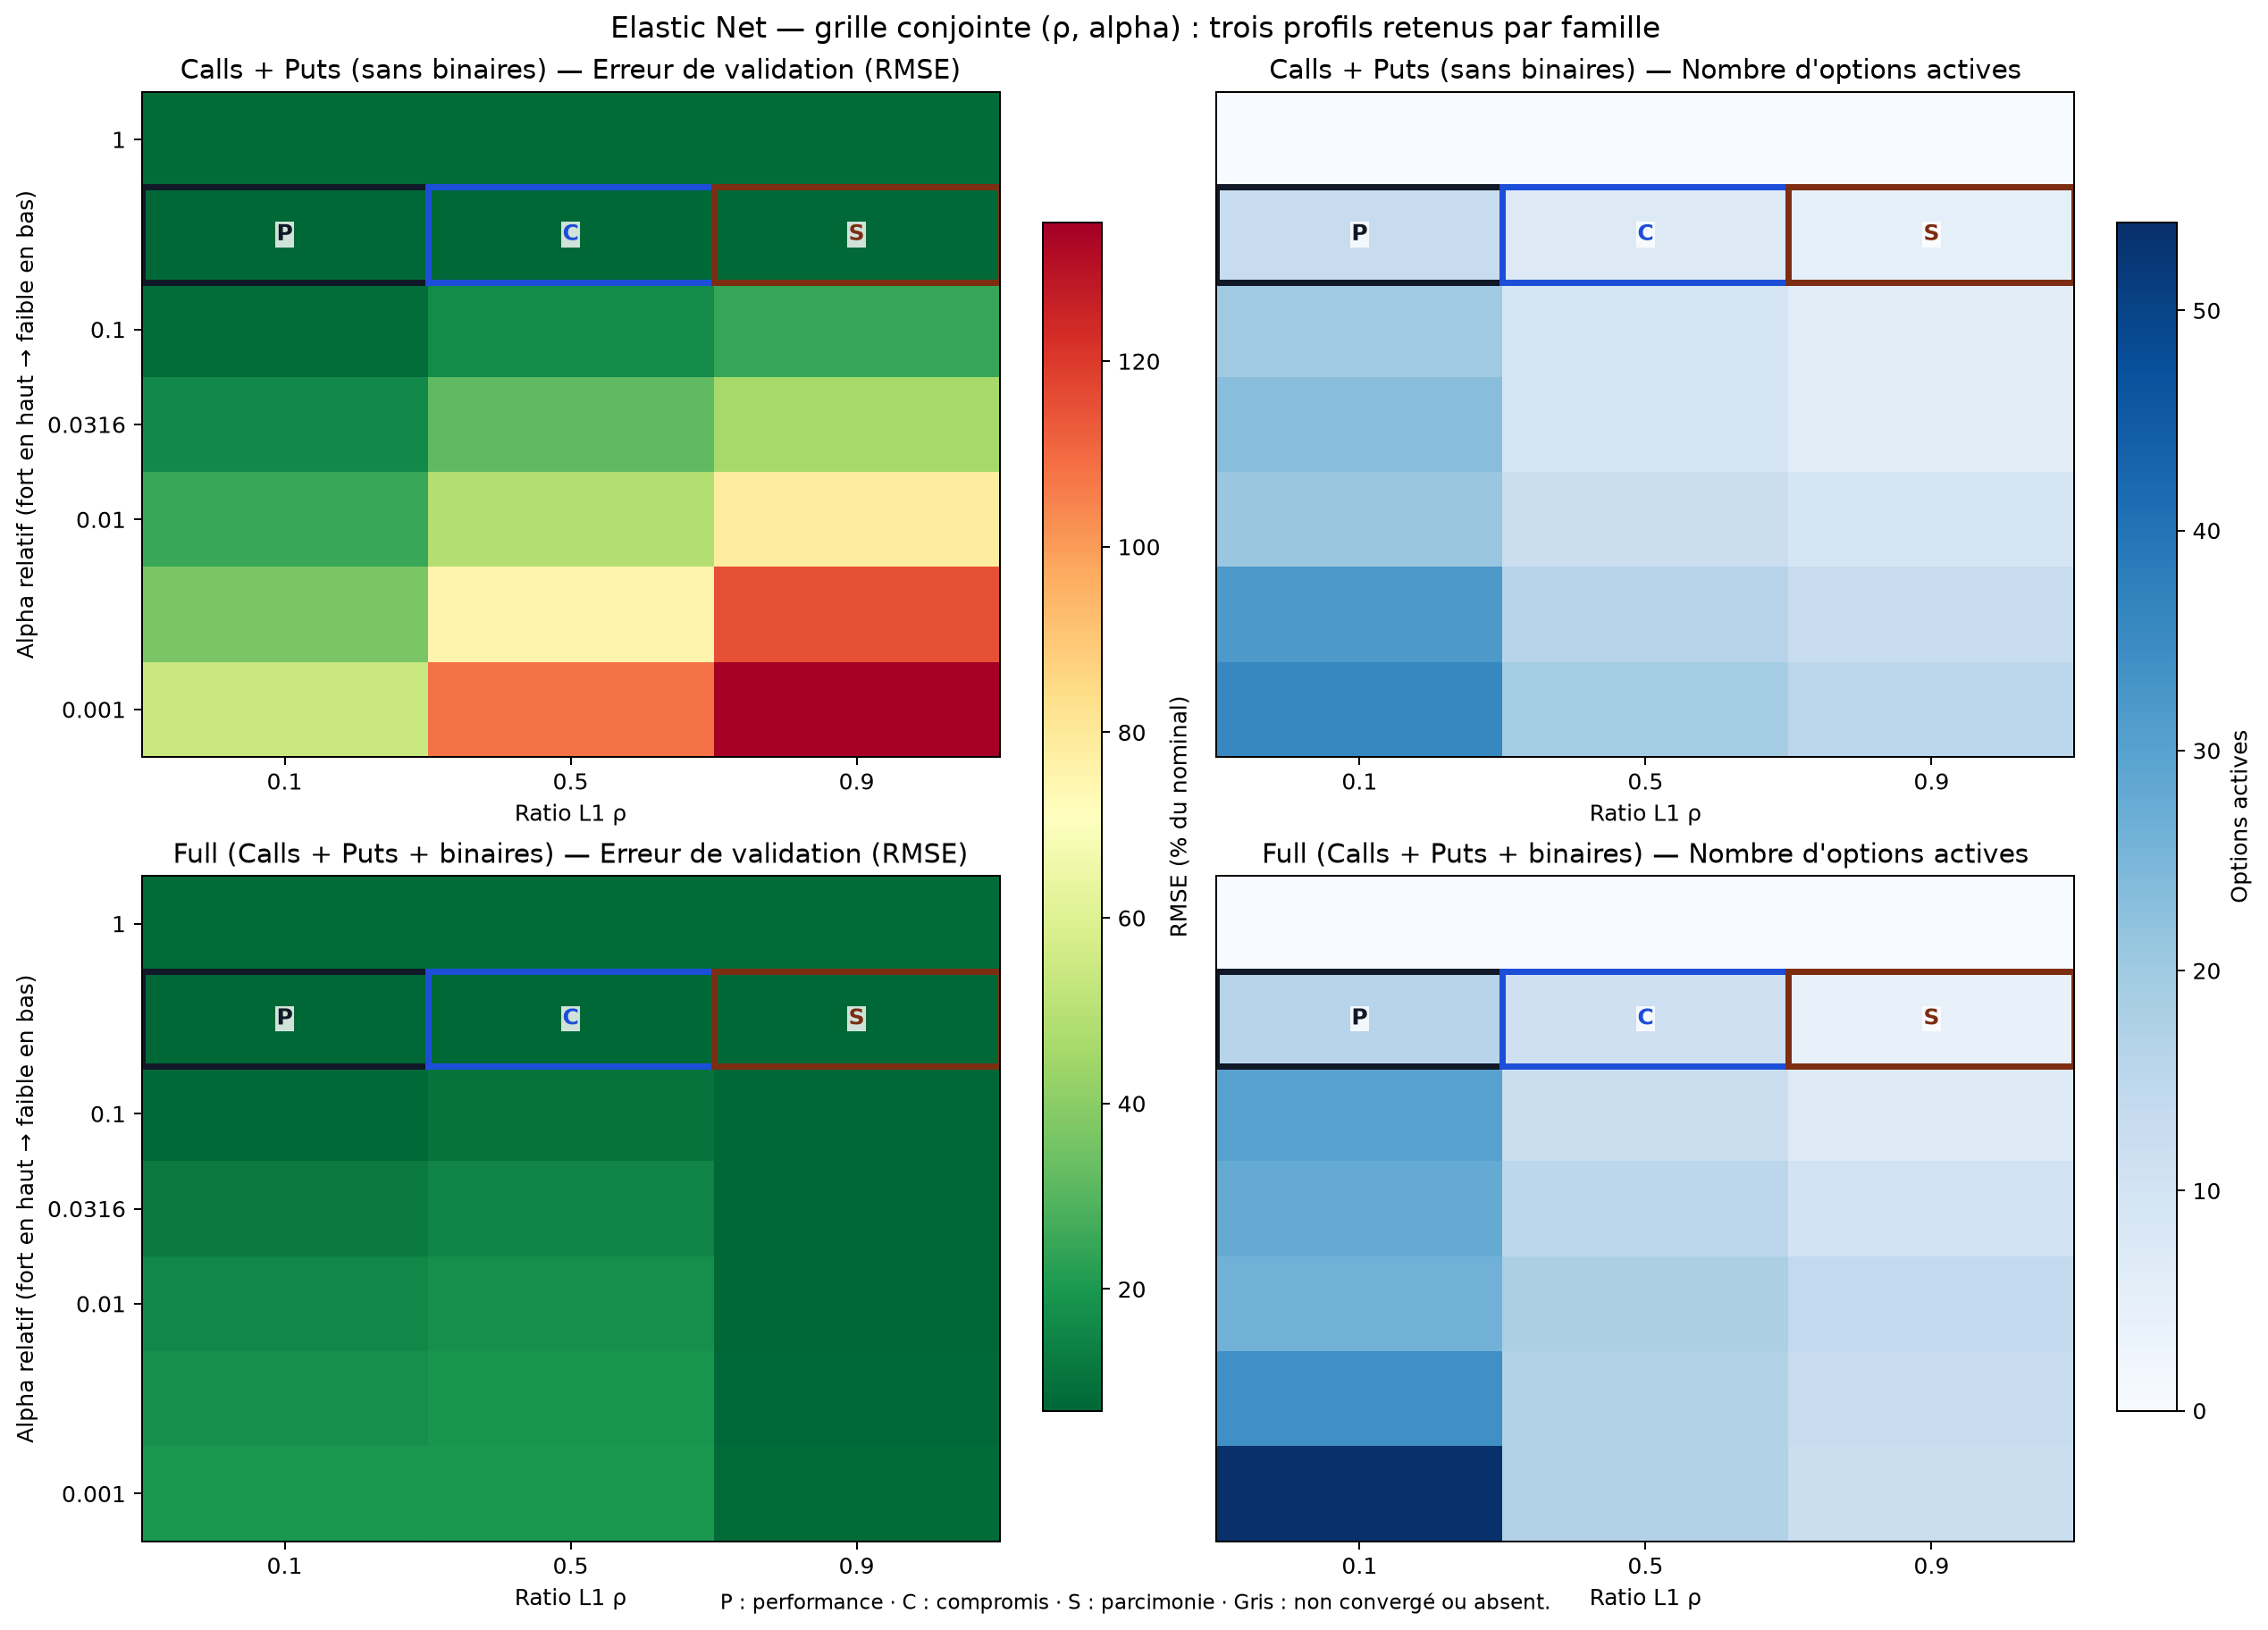 Elastic Net — grille conjointe (ρ, alpha) : trois profils retenus par famille
Calls + Puts (sans binaires) — Erreur de validation (RMSE)
Alpha relatif (fort en haut → faible en bas)
1
0.1
0.0316
0.01
0.001
P
C
S
0.1
0.5
0.9
Ratio L1 ρ
Calls + Puts (sans binaires) — Nombre d'options actives
P
C
S
0.1
0.5
0.9
Ratio L1 ρ
120
100
80
60
40
20
RMSE (% du nominal)
50
40
30
20
10
0
Options actives
Full (Calls + Puts + binaires) — Erreur de validation (RMSE)
Alpha relatif (fort en haut → faible en bas)
1
0.1
0.0316
0.01
0.001
P
C
S
0.1
0.5
0.9
Ratio L1 ρ
Full (Calls + Puts + binaires) — Nombre d'options actives
P
C
S
0.1
0.5
0.9
Ratio L1 ρ
P : performance · C : compromis · S : parcimonie · Gris : non convergé ou absent.